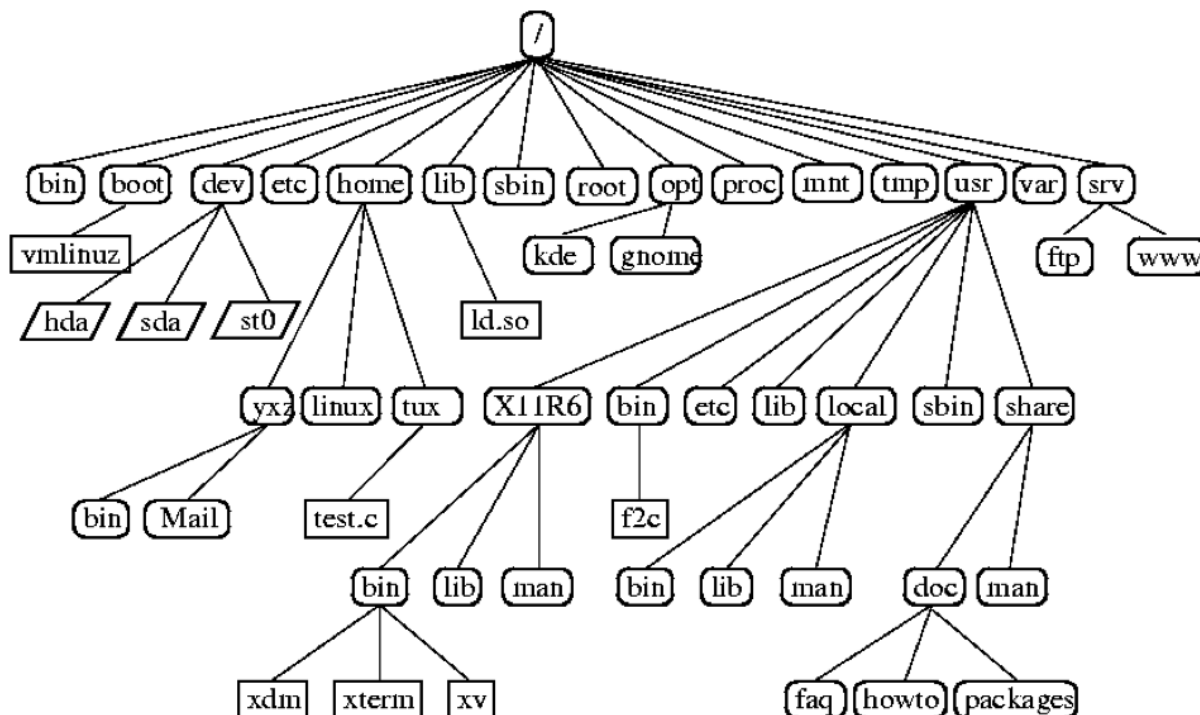 /
bin boot dev etc home lib sbin root opt proc mnt tmp usr var srv
vmlinuz kde gnome ftp www
hda sda st0 ld.so
yxz linux tux X11R6 bin etc lib local sbin share
bin Mail test.c f2c
bin lib man bin lib man doc man
xdm xterm xv faq howto packages